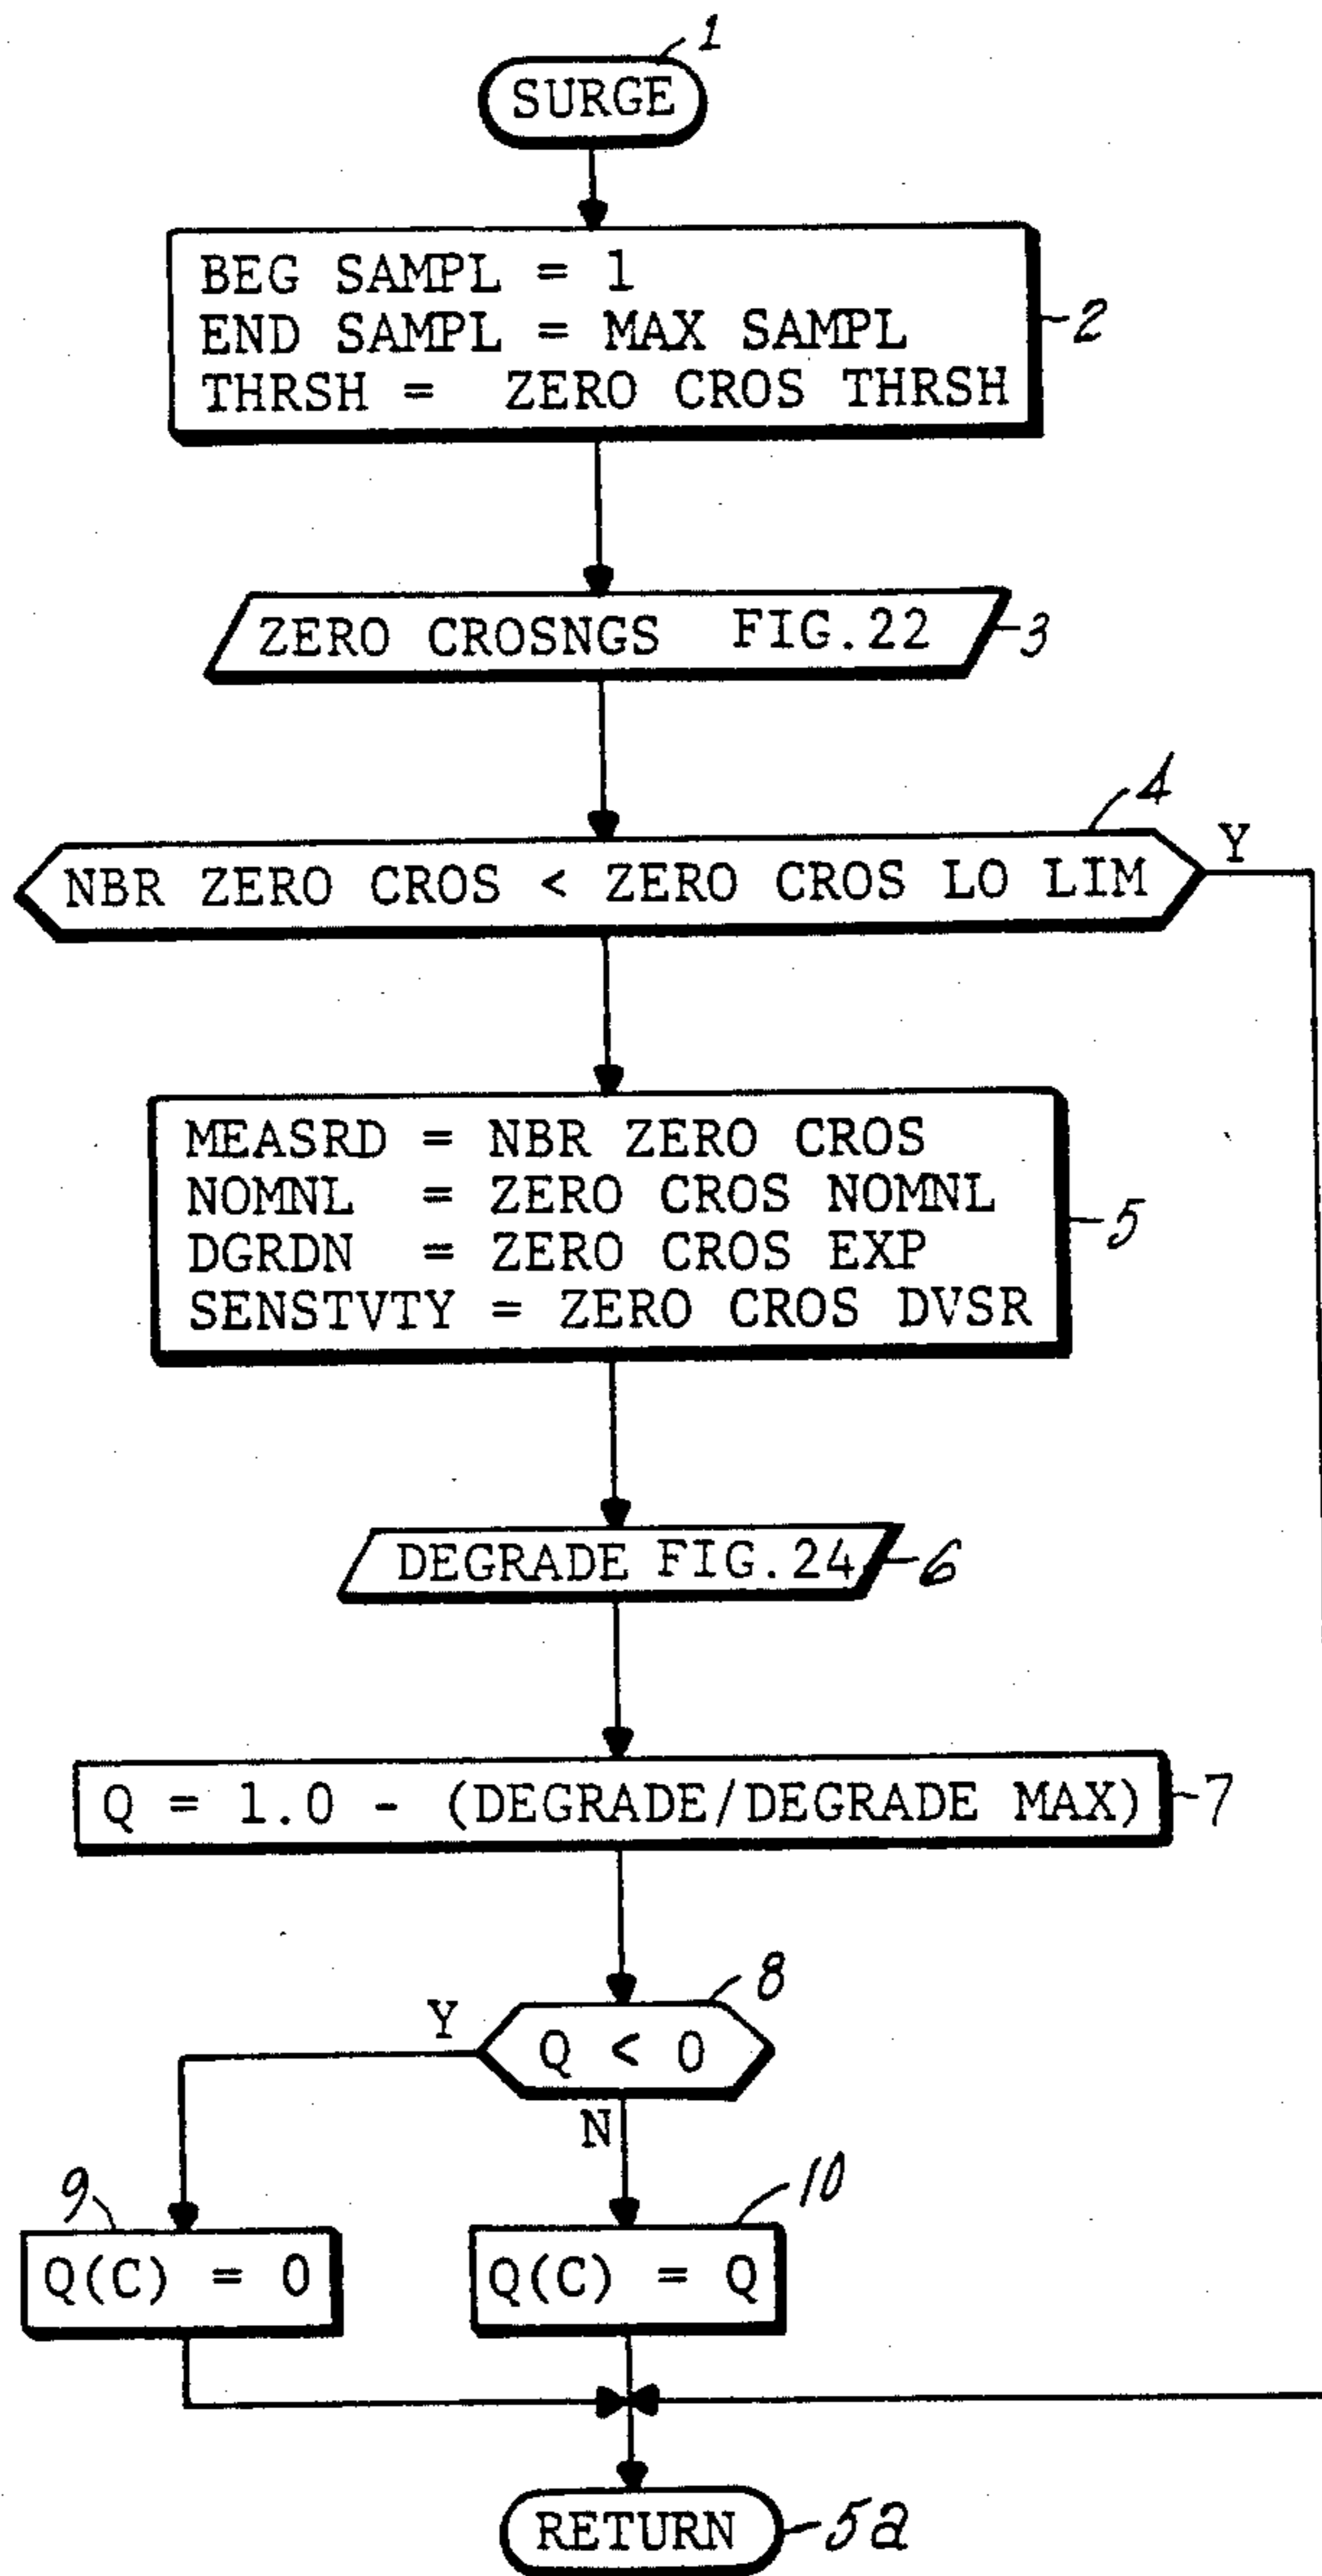 1
SURGE
BEG SAMPL = 1
END SAMPL = MAX SAMPL
THRSH = ZERO CROS THRSH
2
ZERO CROSNGS FIG.22
3
4
NBR ZERO CROS < ZERO CROS LO LIM
Y
MEASRD = NBR ZERO CROS
NOMNL = ZERO CROS NOMNL
DGRDN = ZERO CROS EXP
SENSTVTY = ZERO CROS DVSR
5
DEGRADE FIG.24
6
Q = 1.0 - (DEGRADE/DEGRADE MAX)
7
8
Y
Q < 0
N
9
Q(C) = 0
10
Q(C) = Q
RETURN
5a